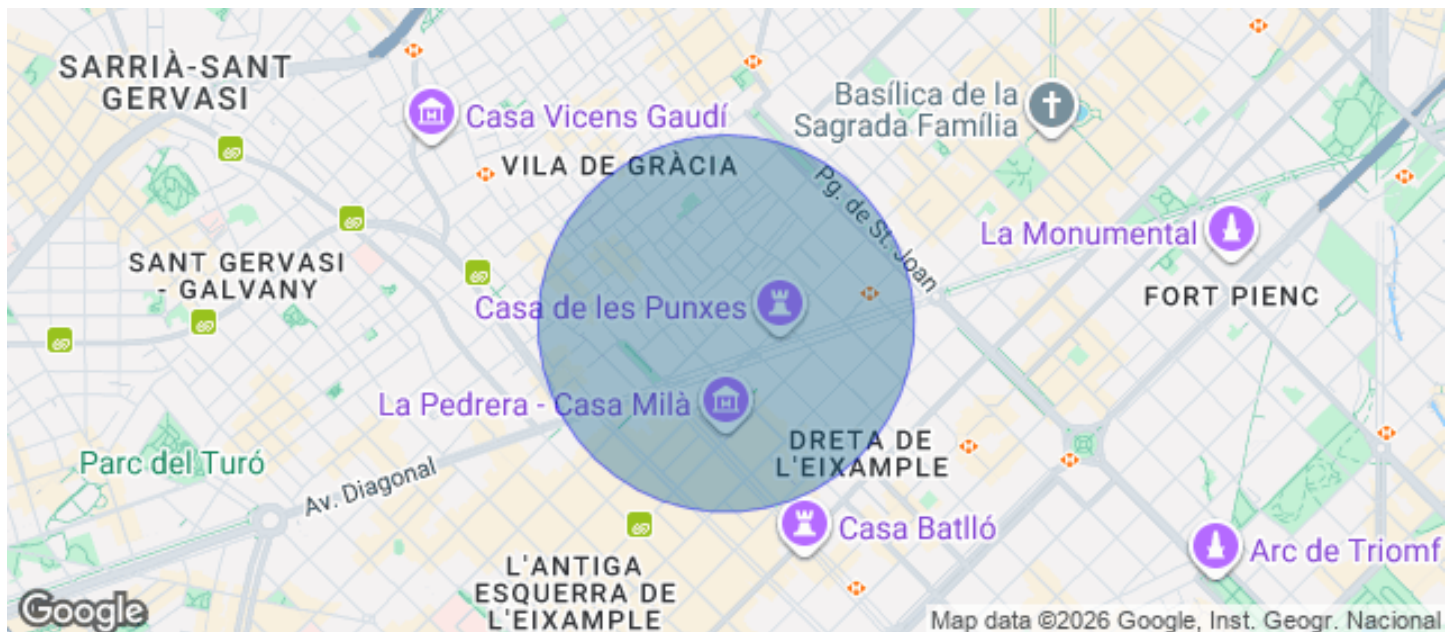 SARRIÀ-SANT
GERVASI
Casa Vicens Gaudí
Basílica de la
Sagrada Família
VILA DE GRÀCIA
Pg. de St. Joan
La Monumental
SANT GERVASI
- GALVANY
FORT PIENC
Casa de les Punxes
La Pedrera - Casa Milà
DRETA DE
L'EIXAMPLE
Parc del Turó
Av. Diagonal
Casa Batlló
Arc de Triomf
L'ANTIGA
ESQUERRA DE
L'EIXAMPLE
Google
Map data ©2026 Google, Inst. Geogr. Nacional